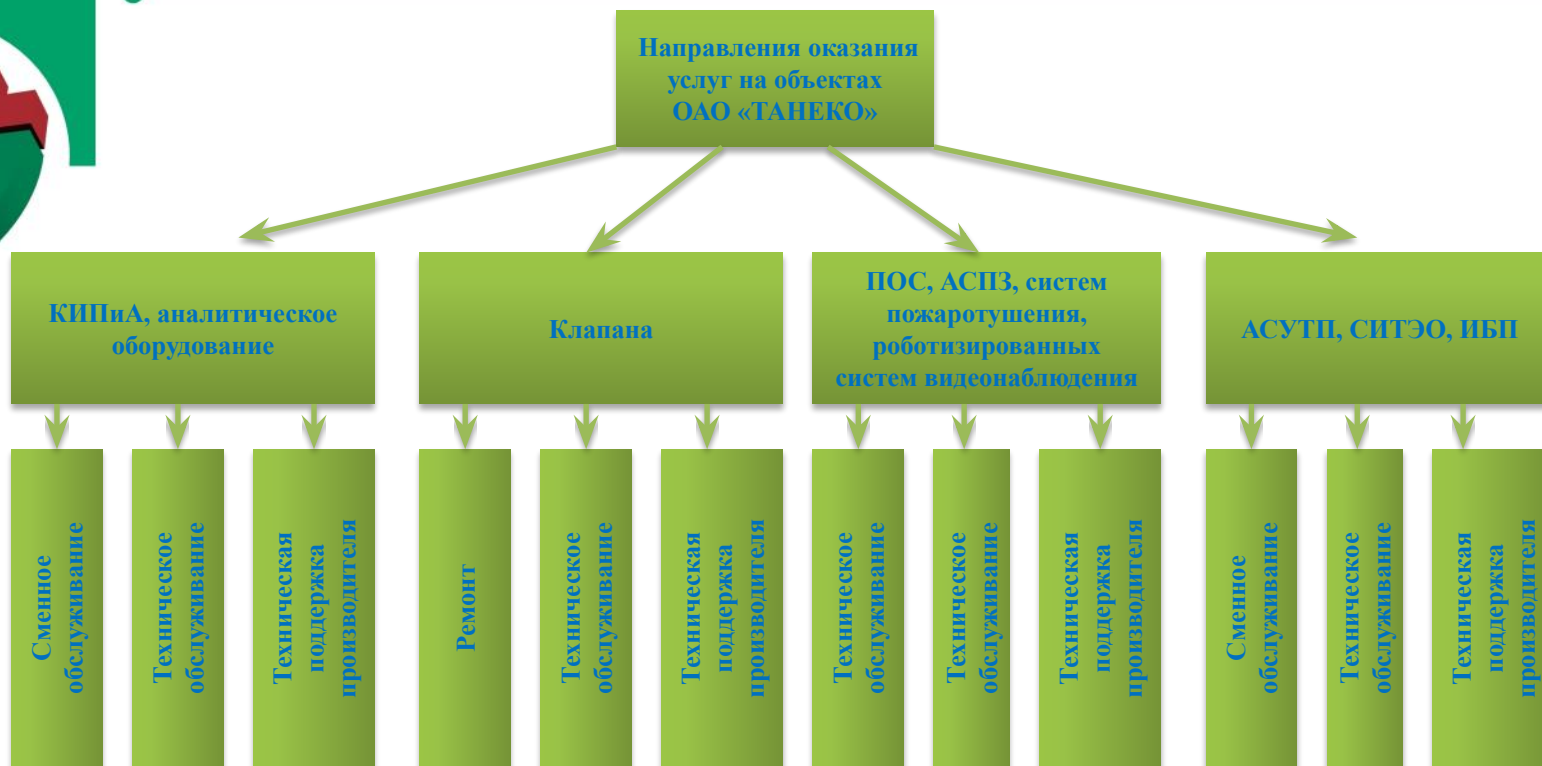 Направления оказания
услуг на объектах
ОАО «ТАНЕКО»
КИПиА, аналитическое
оборудование
Клапана
ПОС, АСПЗ, систем
пожаротушения,
роботизированных
систем видеонаблюдения
АСУТП, СИТЭО, ИБП
Сменное
обслуживание
Техническое
обслуживание
Техническая
поддержка
производителя
Ремонт
Техническое
обслуживание
Техническая
поддержка
производителя
Техническое
обслуживание
Техническое
обслуживание
Техническая
поддержка
производителя
Сменное
обслуживание
Техническое
обслуживание
Техническая
поддержка
производителя